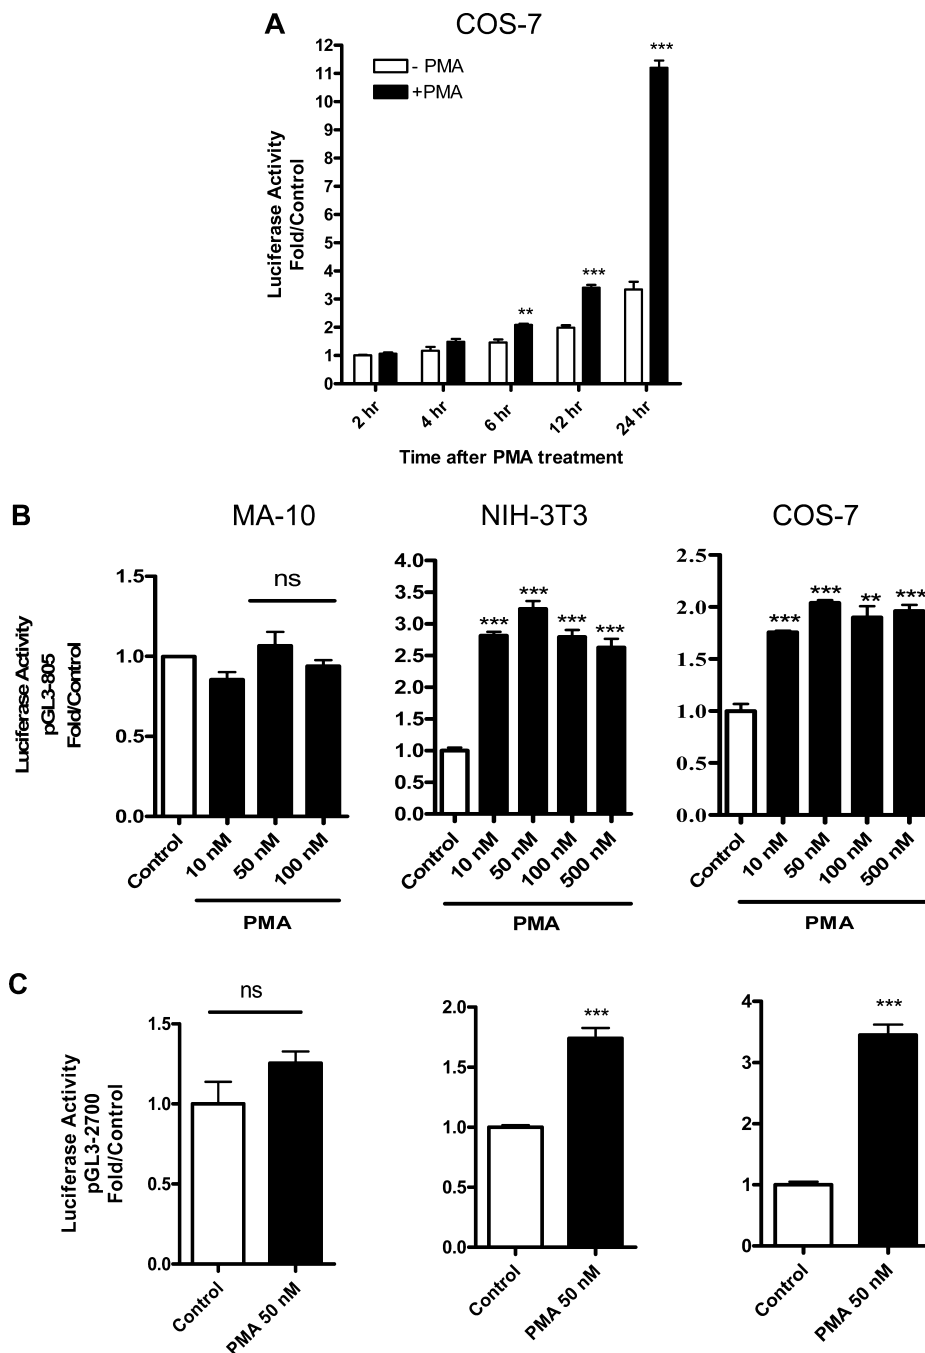 A
COS-7
- PMA
+PMA
Luciferase Activity
Fold/Control
12
11
10
9
8
7
6
5
4
3
2
1
0
**
***
***
2 hr
4 hr
6 hr
12 hr
24 hr
Time after PMA treatment
B
MA-10
Luciferase Activity
pGL3-805
Fold/Control
1.5
1.0
0.5
0.0
ns
Control
10 nM
50 nM
100 nM
PMA
NIH-3T3
4.0
3.5
3.0
2.5
2.0
1.5
1.0
0.5
0.0
***
***
***
***
Control
10 nM
50 nM
100 nM
500 nM
PMA
COS-7
2.5
2.0
1.5
1.0
0.5
0.0
***
***
**
***
Control
10 nM
50 nM
100 nM
500 nM
PMA
C
Luciferase Activity
pGL3-2700
Fold/Control
1.5
1.0
0.5
0.0
ns
Control
PMA 50 nM
2.0
1.5
1.0
0.5
0.0
***
Control
PMA 50 nM
4
3
2
1
0
***
Control
PMA 50 nM